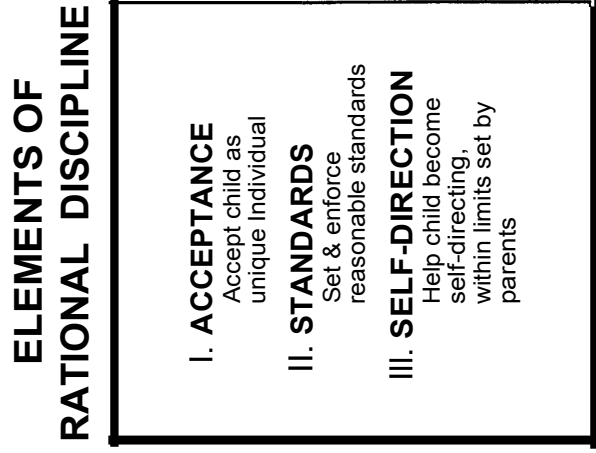 ELEMENTS OF
RATIONAL DISCIPLINE
I. ACCEPTANCE
Accept child as
unique Individual
II. STANDARDS
Set & enforce
reasonable standards
III. SELF-DIRECTION
Help child become
self-directing,
within limits set by
parents